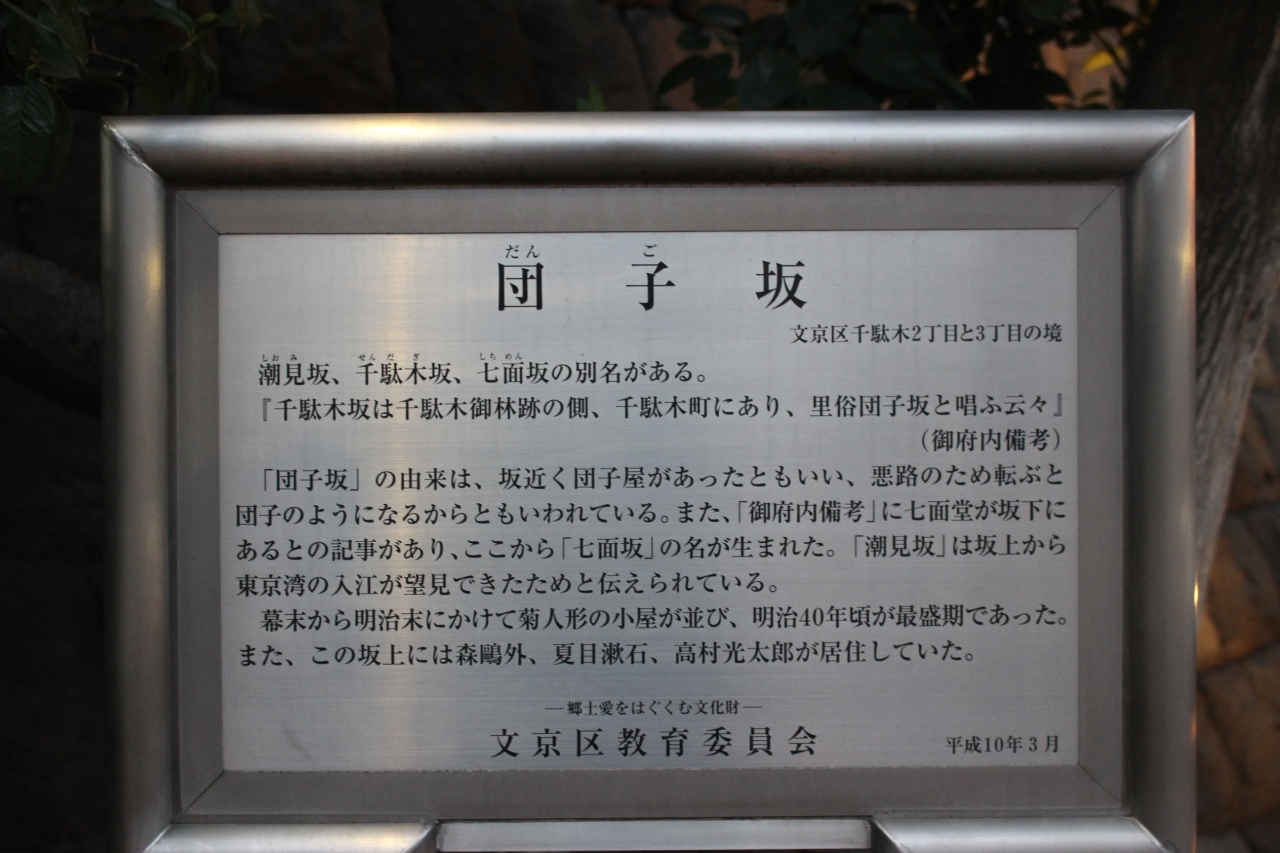 だん ご
団子坂
文京区千駄木2丁目と3丁目の境
しおみ せんだぎ しちめん
潮見坂、千駄木坂、七面坂の別名がある。
『千駄木坂は千駄木御林跡の側、千駄木町にあり、里俗団子坂と唱ふ云々』
（御府内備考）
「団子坂」の由来は、坂近く団子屋があったともいい、悪路のため転ぶと
団子のようになるからともいわれている。また、「御府内備考」に七面堂が坂下に
あるとの記事があり、ここから「七面坂」の名が生まれた。「潮見坂」は坂上から
東京湾の入江が望見できたためと伝えられている。
幕末から明治末にかけて菊人形の小屋が並び、明治40年頃が最盛期であった。
また、この坂上には森鷗外、夏目漱石、高村光太郎が居住していた。
―郷土愛をはぐくむ文化財―
文京区教育委員会
平成10年3月